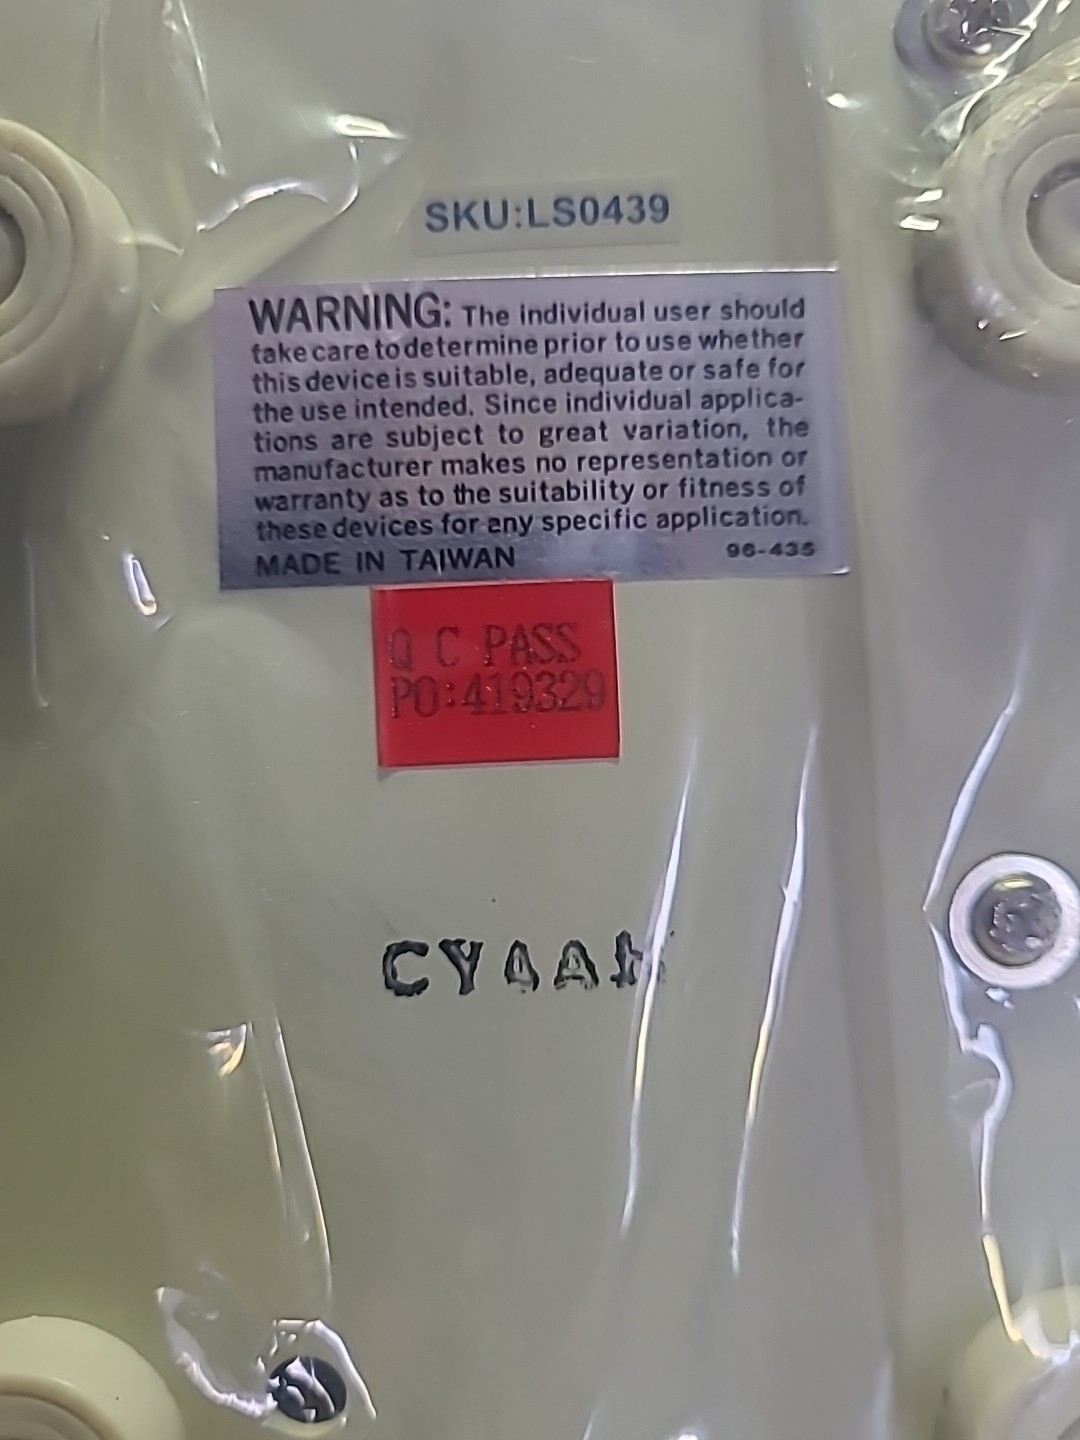 SKU:LS0439
WARNING: The individual user should
take care to determine prior to use whether
this device is suitable, adequate or safe for
the use intended. Since individual applica-
tions are subject to great variation, the
manufacturer makes no representation or
warranty as to the suitability or fitness of
these devices for any specific application.
MADE IN TAIWAN 96-435
Q C PASS
PO:419329